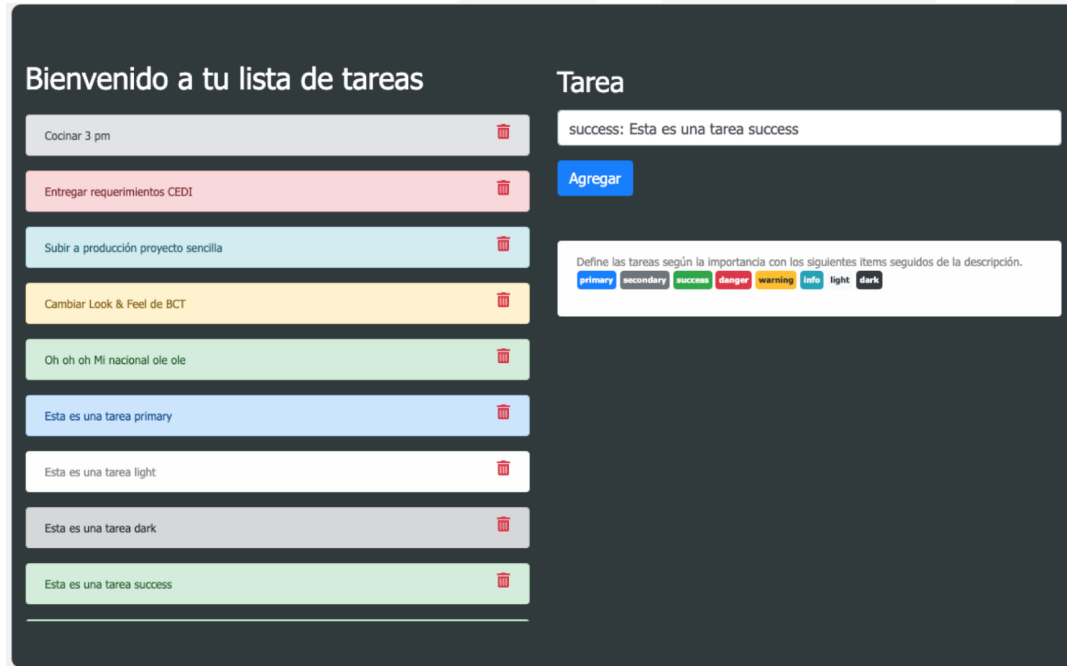 Bienvenido a tu lista de tareas
Cocinar 3 pm
Entregar requerimientos CEDI
Subir a producción proyecto sencilla
Cambiar Look & Feel de BCT
Oh oh oh Mi nacional ole ole
Esta es una tarea primary
Esta es una tarea light
Esta es una tarea dark
Esta es una tarea success
Tarea
success: Esta es una tarea success
Agregar
Define las tareas según la importancia con los siguientes items seguidos de la descripción.
primary secondary success danger warning info light dark